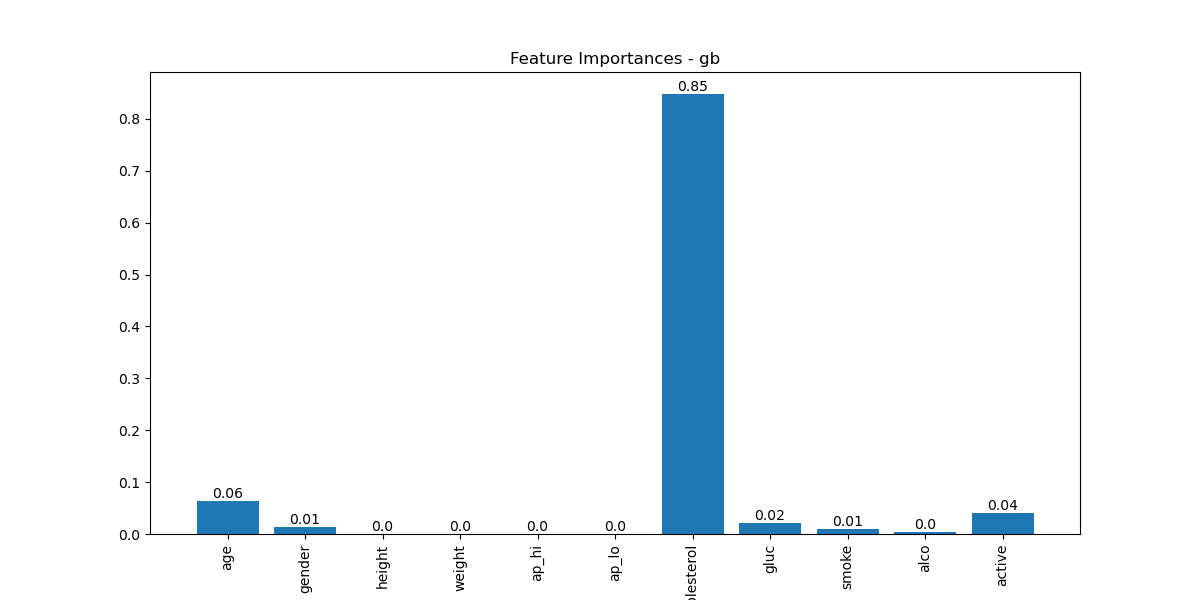 Feature Importances - gb
0.85
0.8
0.7
0.6
0.5
0.4
0.3
0.2
0.1
0.0
0.06
0.01
0.0
0.0
0.0
0.0
0.02
0.01
0.0
0.04
age
gender
height
weight
ap_hi
ap_lo
olesterol
gluc
smoke
alco
active